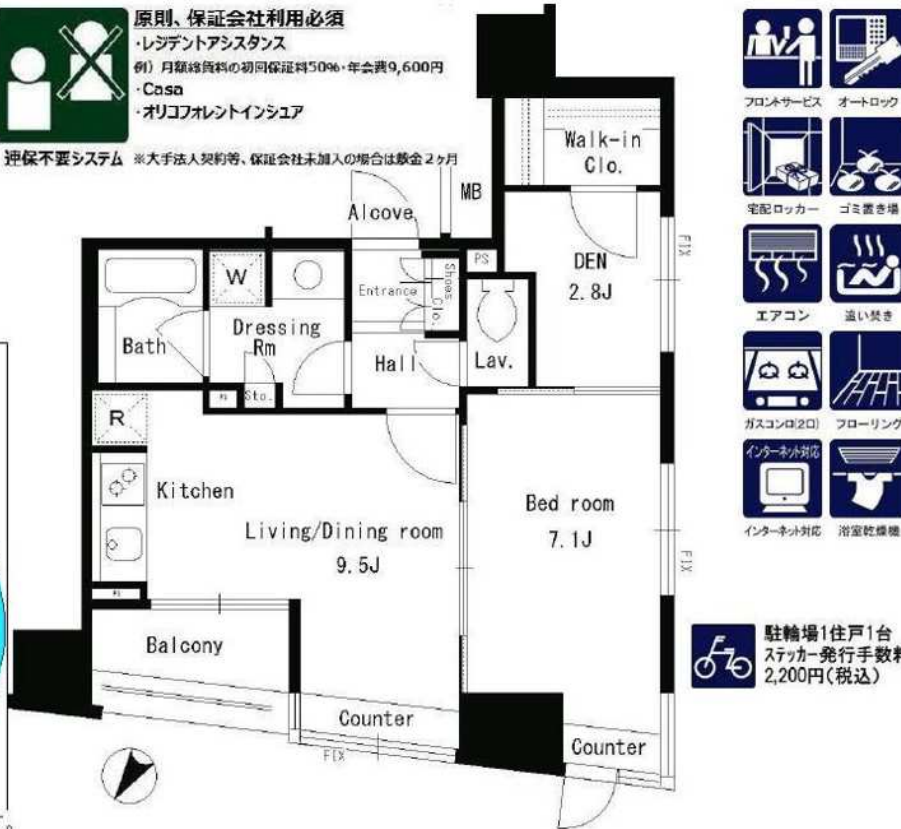 原則、保証会社利用必須
・レジデントアシスタンス
例）月額総賃料の初回保証料50%・年会費9,600円
・Casa
・オリコフォレントインシュア
連保不要システム ※大手法人契約等、保証会社未加入の場合は敷金2ヶ月
フロントサービス オートロック
宅配ロッカー ゴミ置き場
エアコン 追い焚き
ガスコンロ(2口) フローリング
インターネット対応
インターネット対応 浴室乾燥機
駐輪場1住戸1台
ステッカー発行手数料
2,200円(税込)
Walk-in
Clo.
MB
Alcove
PS
DEN
2.8J
FIX
W
Entrance
Shoes
Clo.
Bath
Dressing
Rm
Hall
Lav.
Sto.
R
Kitchen
Living/Dining room
9.5J
Bed room
7.1J
FIX
Balcony
Counter
FIX
Counter